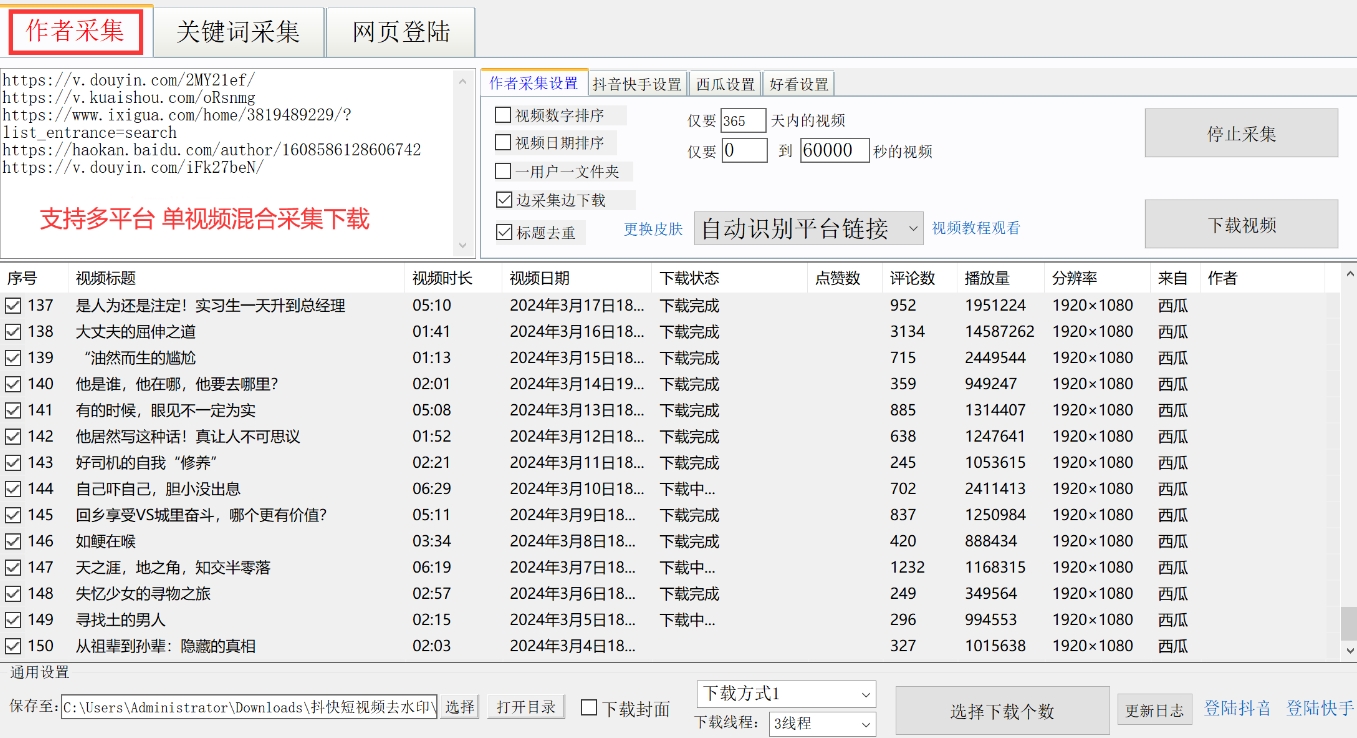 作者采集 关键词采集 网页登陆
https://v.douyin.com/2MY21ef/
https://v.kuaishou.com/oRsnmg
https://www.ixigua.com/home/3819489229/?
list_entrance=search
https://haokan.baidu.com/author/1608586128606742
https://v.douyin.com/iFk27beN/
支持多平台 单视频混合采集下载
作者采集设置 抖音快手设置 西瓜设置 好看设置
视频数字排序
视频日期排序
一用户一文件夹
边采集边下载
标题去重
仅要 365 天内的视频
仅要 0 到 60000 秒的视频
更换皮肤 自动识别平台链接 视频教程观看
停止采集
下载视频
序号 视频标题 视频时长 视频日期 下载状态 点赞数 评论数 播放量 分辨率 来自 作者
137 是人为还是注定！实习生一天升到总经理 05:10 2024年3月17日18... 下载完成 952 1951224 1920×1080 西瓜
138 大丈夫的屈伸之道 01:41 2024年3月16日18... 下载完成 3134 14587262 1920×1080 西瓜
139 “油然而生的尴尬 01:13 2024年3月15日18... 下载完成 715 2449544 1920×1080 西瓜
140 他是谁，他在哪，他要去哪里？ 02:01 2024年3月14日19... 下载完成 359 949247 1920×1080 西瓜
141 有的时候，眼见不一定为实 05:08 2024年3月13日18... 下载完成 885 1314407 1920×1080 西瓜
142 他居然写这种话！真让人不可思议 01:52 2024年3月12日18... 下载完成 638 1247641 1920×1080 西瓜
143 好司机的自我“修养” 02:21 2024年3月11日18... 下载完成 245 1053615 1920×1080 西瓜
144 自己吓自己，胆小没出息 06:29 2024年3月10日18... 下载中... 702 2411413 1920×1080 西瓜
145 回乡享受VS城里奋斗，哪个更有价值？ 05:11 2024年3月9日18... 下载完成 837 1250984 1920×1080 西瓜
146 如鲠在喉 03:34 2024年3月8日18... 下载完成 420 888434 1920×1080 西瓜
147 天之涯，地之角，知交半零落 06:19 2024年3月7日18... 下载中... 1232 1168315 1920×1080 西瓜
148 失忆少女的寻物之旅 02:57 2024年3月6日18... 下载完成 249 349564 1920×1080 西瓜
149 寻找土的男人 02:15 2024年3月5日18... 下载中... 296 994553 1920×1080 西瓜
150 从祖辈到孙辈：隐藏的真相 02:03 2024年3月4日18... 327 1015638 1920×1080 西瓜
通用设置
保存至: C:\Users\Administrator\Downloads\抖快短视频去水印\ 选择 打开目录 下载封面
下载方式1
下载线程: 3线程
选择下载个数 更新日志 登陆抖音 登陆快手